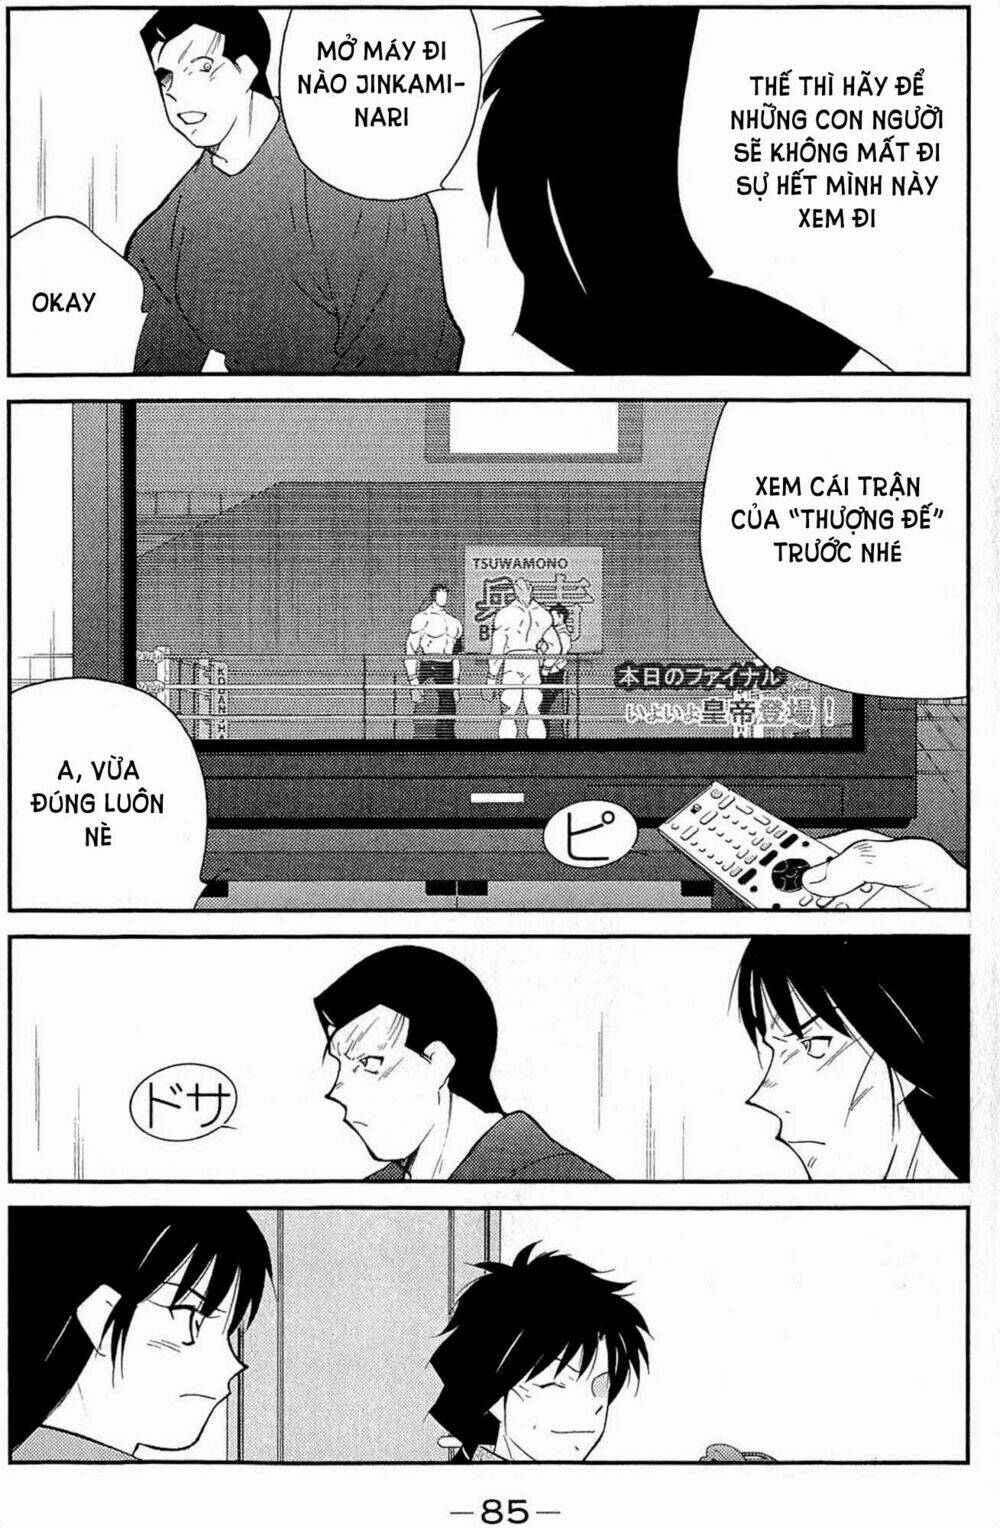 THẾ THÌ HÃY ĐỂ
NHỮNG CON NGƯỜI
SẼ KHÔNG MẤT ĐI
SỰ HẾT MÌNH NÀY
XEM ĐI
MỞ MÁY ĐI
NÀO JINKAMI-
NARI
OKAY
XEM CÁI TRẬN
CỦA “THƯỢNG ĐẾ”
TRƯỚC NHÉ
TSUWAMONO
本日のファイナル
いよいよ皇帝登場！
KODANSHA
A, VỪA
ĐÚNG LUÔN
NÈ
ピ
ドサ
—85—